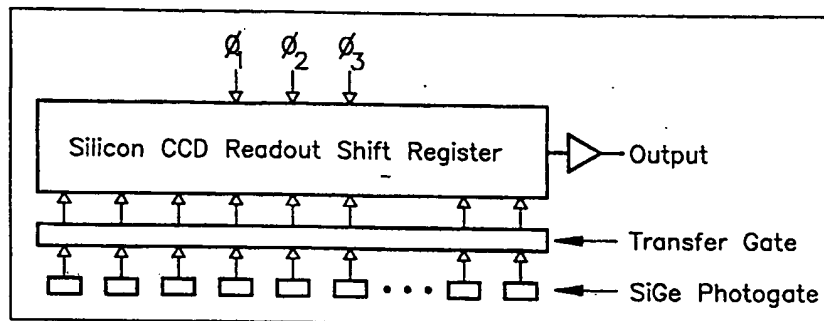 Ø1 Ø2 Ø3
Silicon CCD Readout Shift Register
Output
Transfer Gate
SiGe Photogate